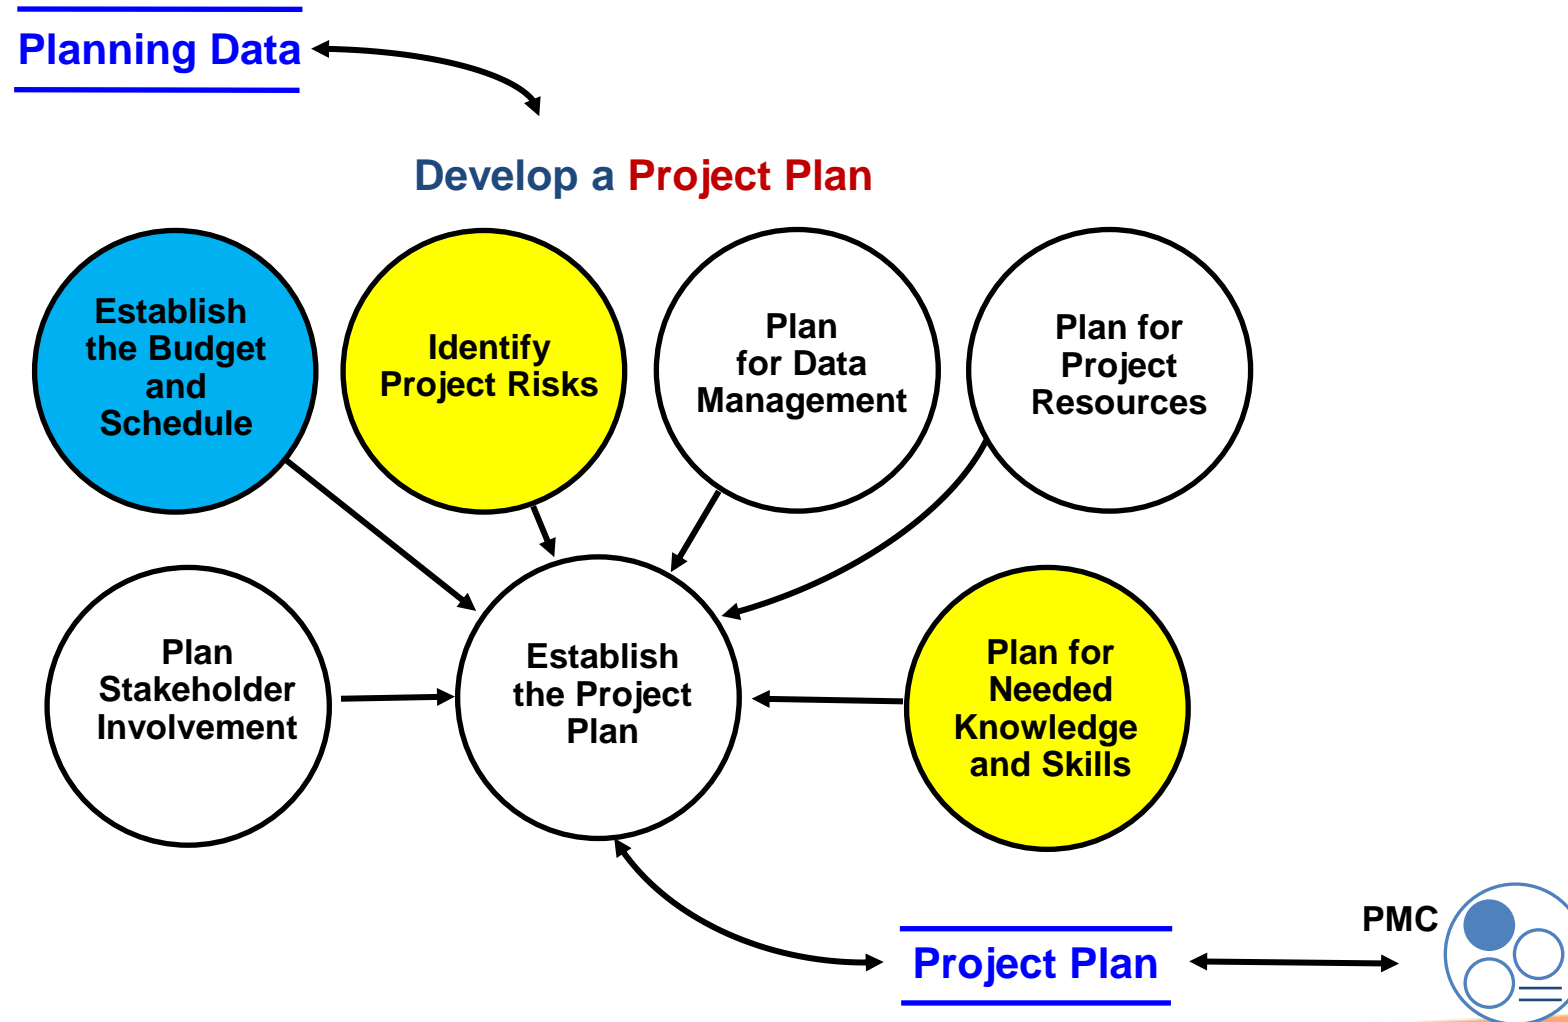 Planning Data
Develop a Project Plan
Establish
the Budget
and
Schedule
Identify
Project Risks
Plan
for Data
Management
Plan for
Project
Resources
Plan
Stakeholder
Involvement
Establish
the Project
Plan
Plan for
Needed
Knowledge
and Skills
PMC
Project Plan